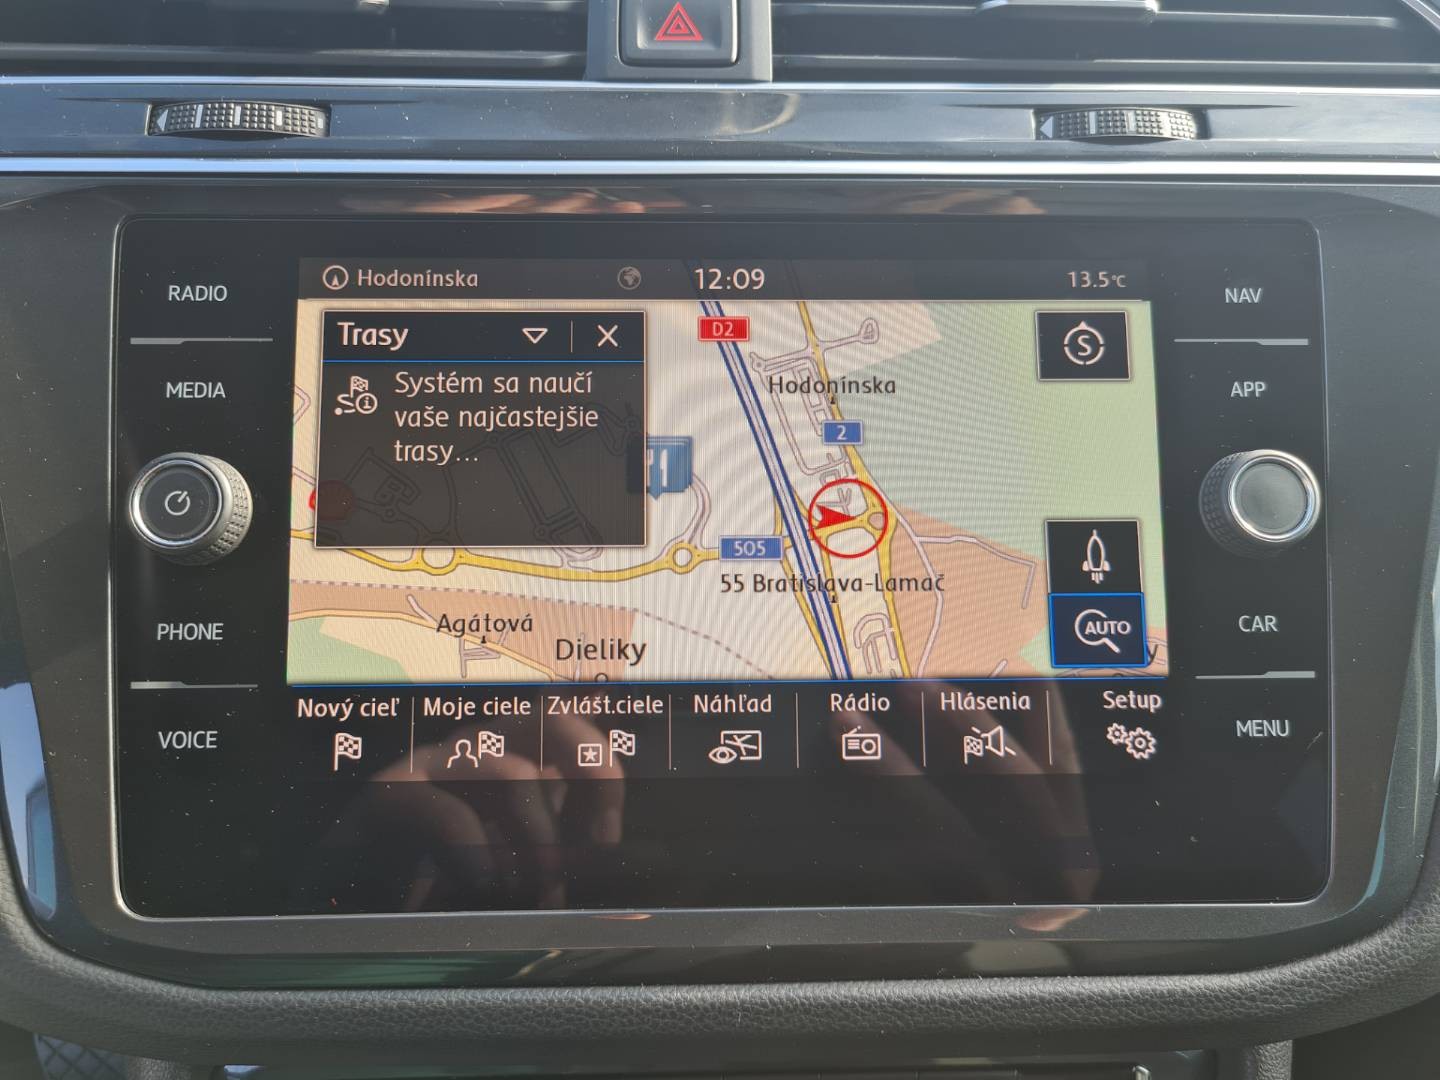 RADIO
MEDIA
PHONE
VOICE
Hodonínska
12:09
13.5°C
Trasy
Systém sa naučí
vaše najčastejšie
trasy...
D2
Hodonínska
2
S
505
55 Bratislava-Lamač
AUTO
Agátová
Dieliky
Nový cieľ
Moje ciele
Zvlášt.ciele
Náhľad
Rádio
Hlásenia
Setup
NAV
APP
CAR
MENU